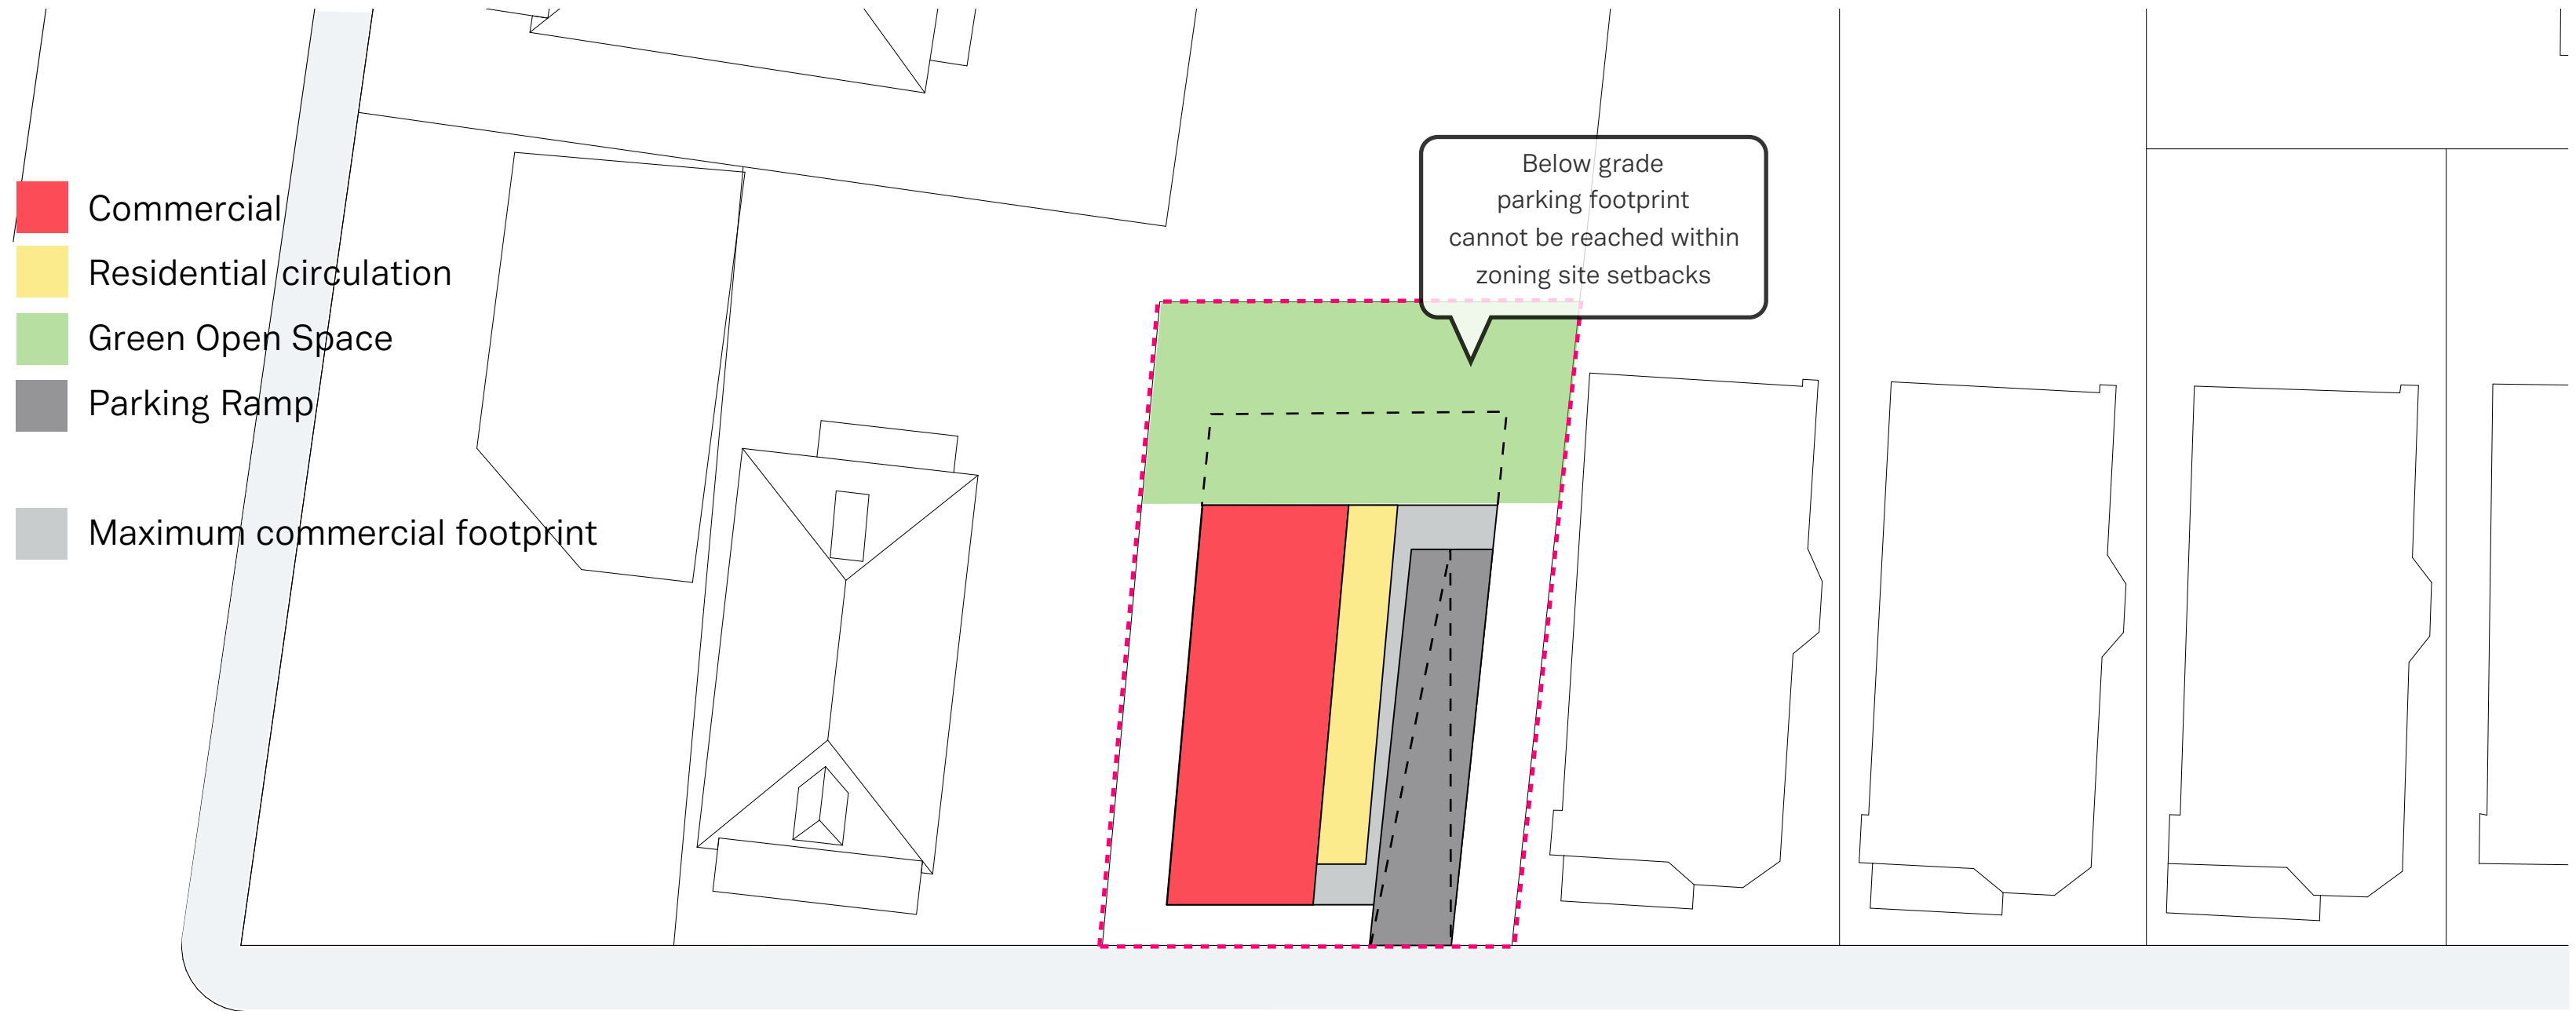 Below grade
parking footprint
cannot be reached within
zoning site setbacks
Commercial
Residential circulation
Green Open Space
Parking Ramp
Maximum commercial footprint